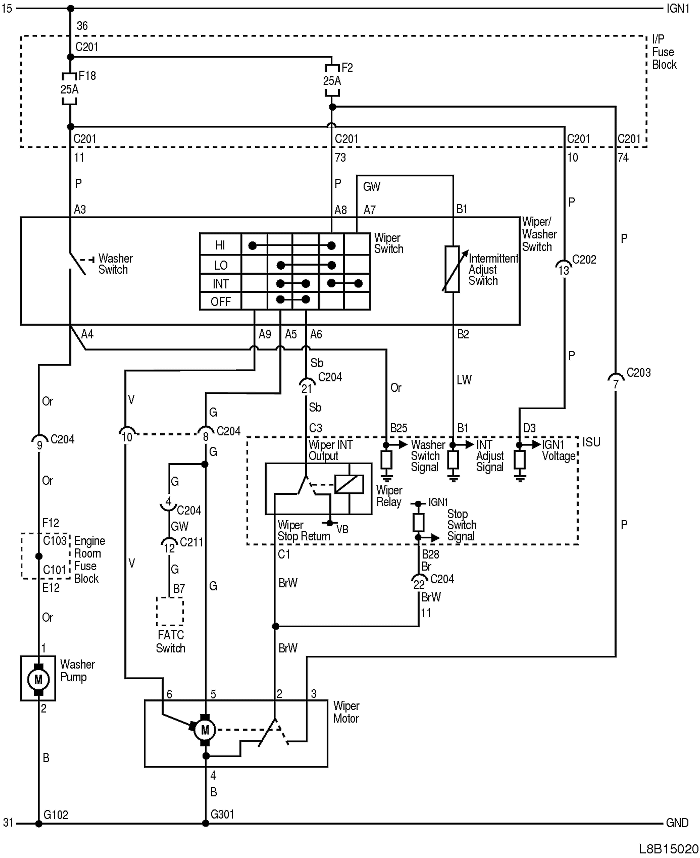 15
IGN1
36
C201
I/P
Fuse
Block
F18
25A
F2
25A
C201
C201
C201
C201
11
73
10
74
P
P
GW
P
P
A3
A8
A7
B1
Wiper/
Washer
Switch
Wiper
Switch
HI
LO
INT
OFF
Washer
Switch
Intermittent
Adjust
Switch
C202
13
A4
A9
A5
A6
B2
Sb
C204
21
Or
V
G
Sb
Or
LW
P
C203
7
C204
9
10
8
C204
G
C3
B25
B1
D3
ISU
Wiper INT
Output
Washer
Switch
Signal
INT
Adjust
Signal
IGN1
Voltage
Or
G
4
C204
GW
12
C211
G
B7
FATC
Switch
Wiper
Relay
IGN1
Stop
Switch
Signal
Wiper
Stop Return
VB
F12
C103
C101
E12
Engine
Room
Fuse
Block
V
G
C1
B28
Br
C204
22
BrW
11
BrW
P
Or
BrW
1
Washer
Pump
M
2
6
5
2
3
Wiper
Motor
M
4
B
B
31
G102
G301
GND
L8B15020